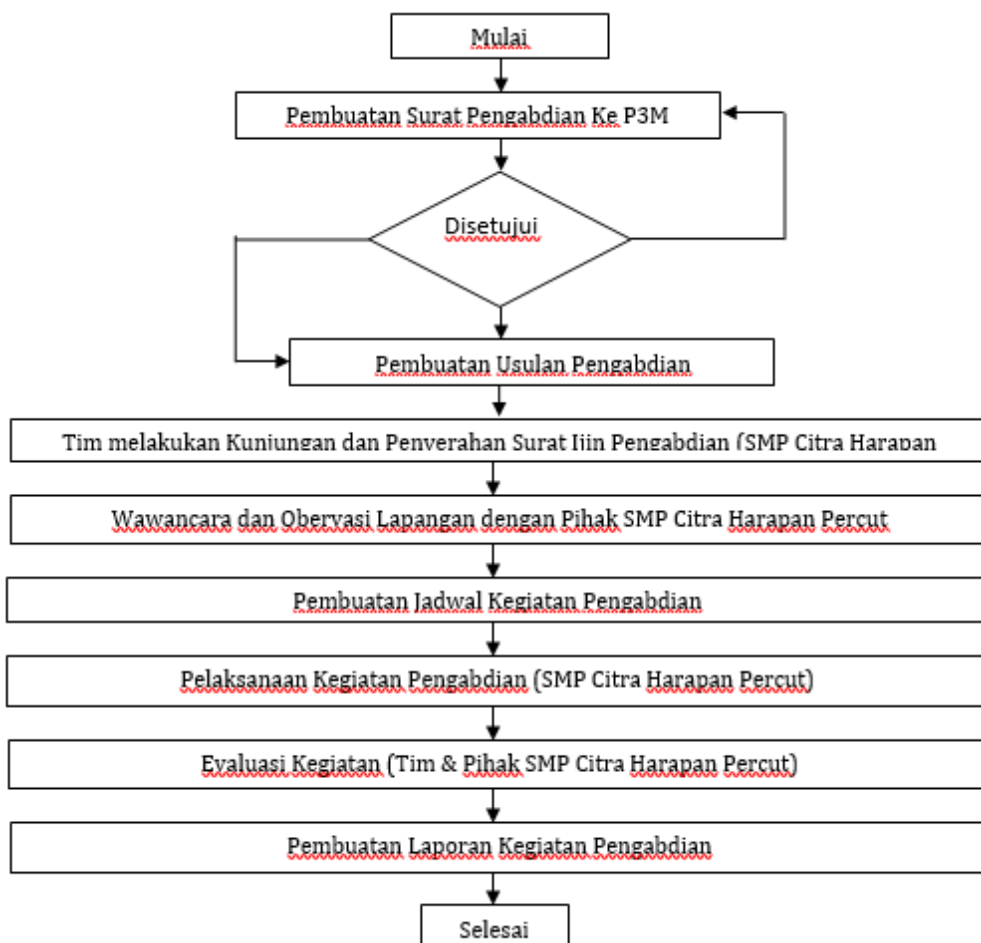 Mulai
Pembuatan Surat Pengabdian Ke P3M
Disetujui
Pembuatan Usulan Pengabdian
Tim melakukan Kunjungan dan Penyerahan Surat Ijin Pengabdian (SMP Citra Harapan
Wawancara dan Obervasi Lapangan dengan Pihak SMP Citra Harapan Percut
Pembuatan Jadwal Kegiatan Pengabdian
Pelaksanaan Kegiatan Pengabdian (SMP Citra Harapan Percut)
Evaluasi Kegiatan (Tim & Pihak SMP Citra Harapan Percut)
Pembuatan Laporan Kegiatan Pengabdian
Selesai